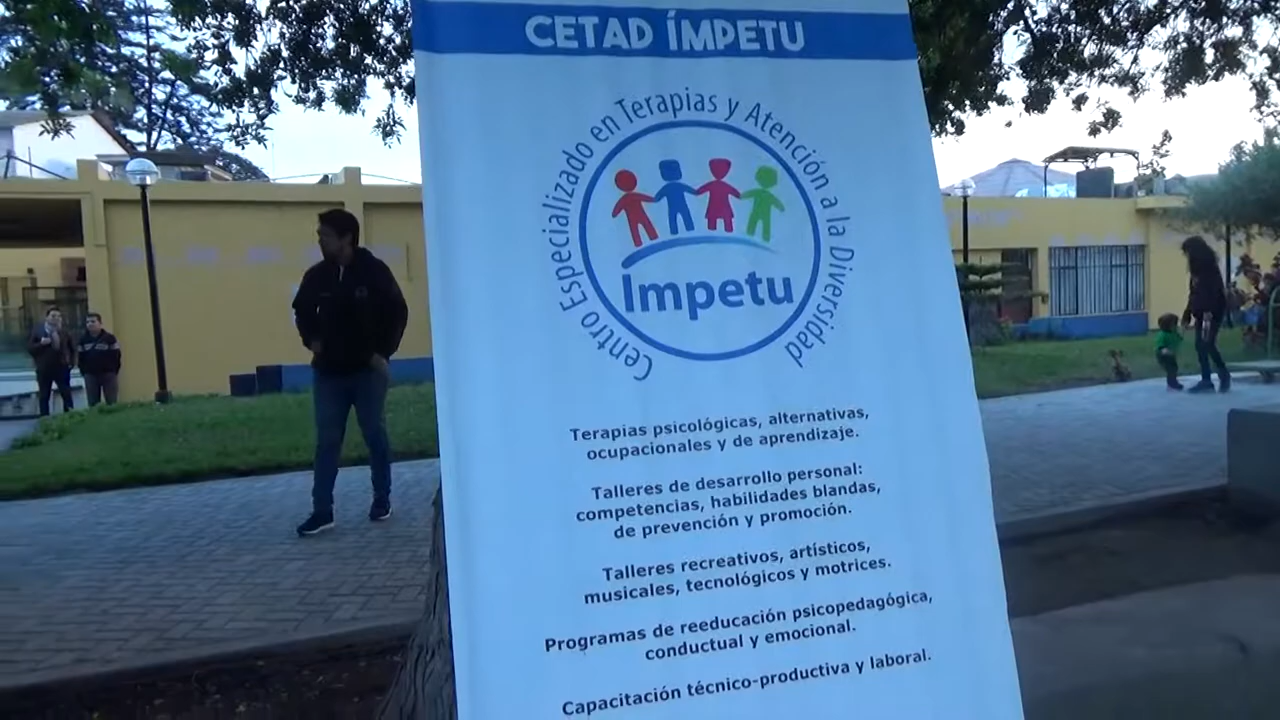 CETAD ÍMPETU
Centro Especializado en Terapias y Atención a la Diversidad
Ímpetu
Terapias psicológicas, alternativas,
ocupacionales y de aprendizaje.
Talleres de desarrollo personal:
competencias, habilidades blandas,
de prevención y promoción.
Talleres recreativos, artísticos,
musicales, tecnológicos y motrices.
Programas de reeducación psicopedagógica,
conductual y emocional.
Capacitación técnico-productiva y laboral.